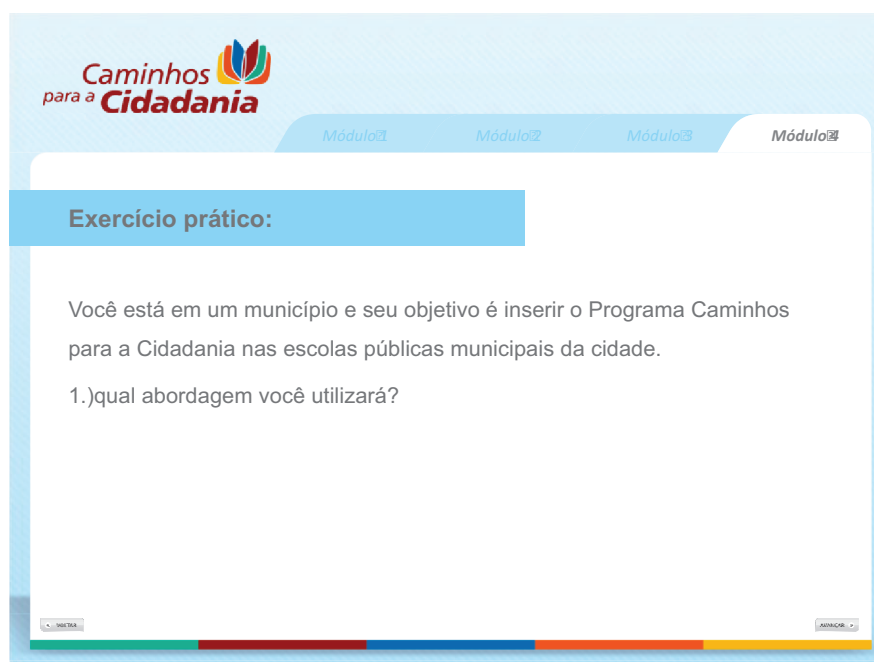 Caminhos
para a Cidadania
Módulo 1 Módulo 2 Módulo 3 Módulo 4
Exercício prático:
Você está em um município e seu objetivo é inserir o Programa Caminhos
para a Cidadania nas escolas públicas municipais da cidade.
1.)qual abordagem você utilizará?
< VOLTAR AVANÇAR >